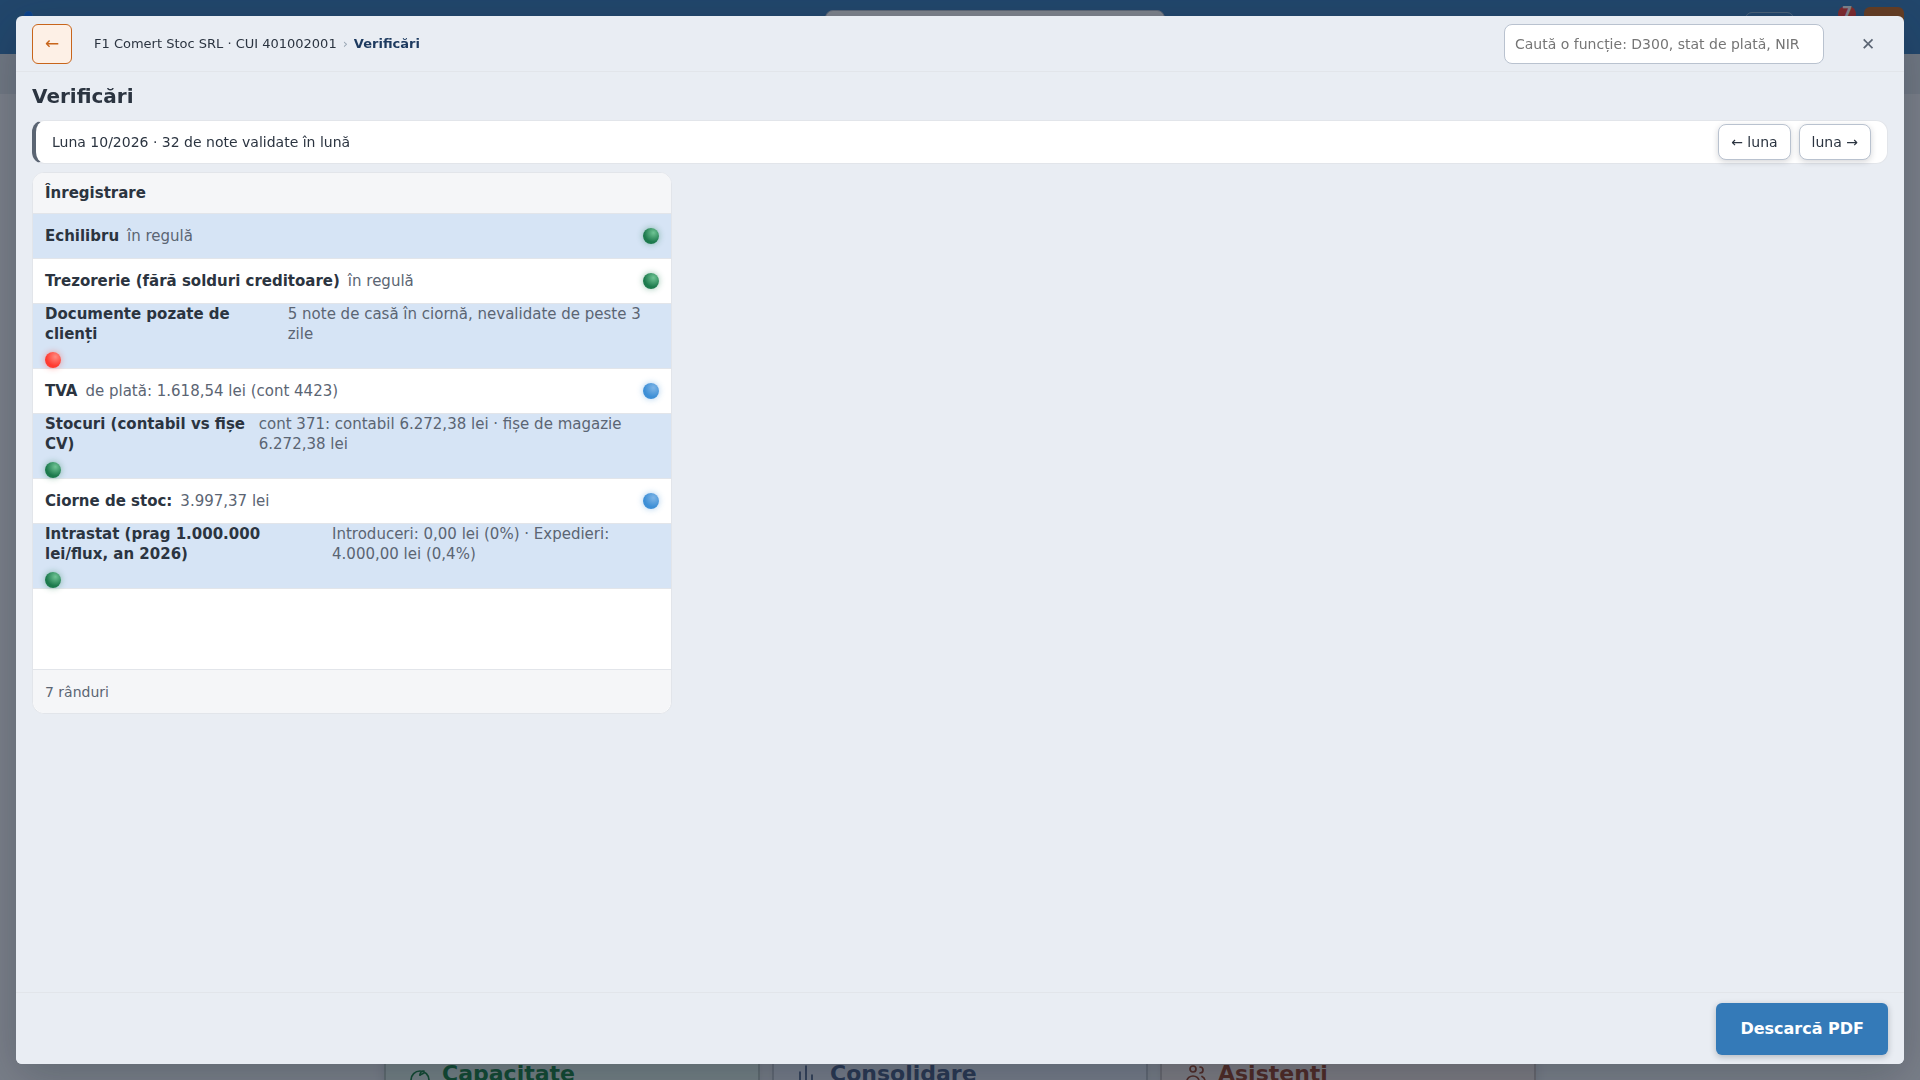 7
← F1 Comert Stoc SRL · CUI 401002001 › Verificări Caută o funcție: D300, stat de plată, NIR ✕
Verificări
Luna 10/2026 · 32 de note validate în lună ← luna luna →
Înregistrare
Echilibru în regulă
Trezorerie (fără solduri creditoare) în regulă
Documente pozate de clienți 5 note de casă în ciornă, nevalidate de peste 3 zile
TVA de plată: 1.618,54 lei (cont 4423)
Stocuri (contabil vs fișe CV) cont 371: contabil 6.272,38 lei · fișe de magazie 6.272,38 lei
Ciorne de stoc: 3.997,37 lei
Intrastat (prag 1.000.000 lei/flux, an 2026) Introduceri: 0,00 lei (0%) · Expedieri: 4.000,00 lei (0,4%)
7 rânduri
Descarcă PDF
Capacitate Consolidare Asistenți